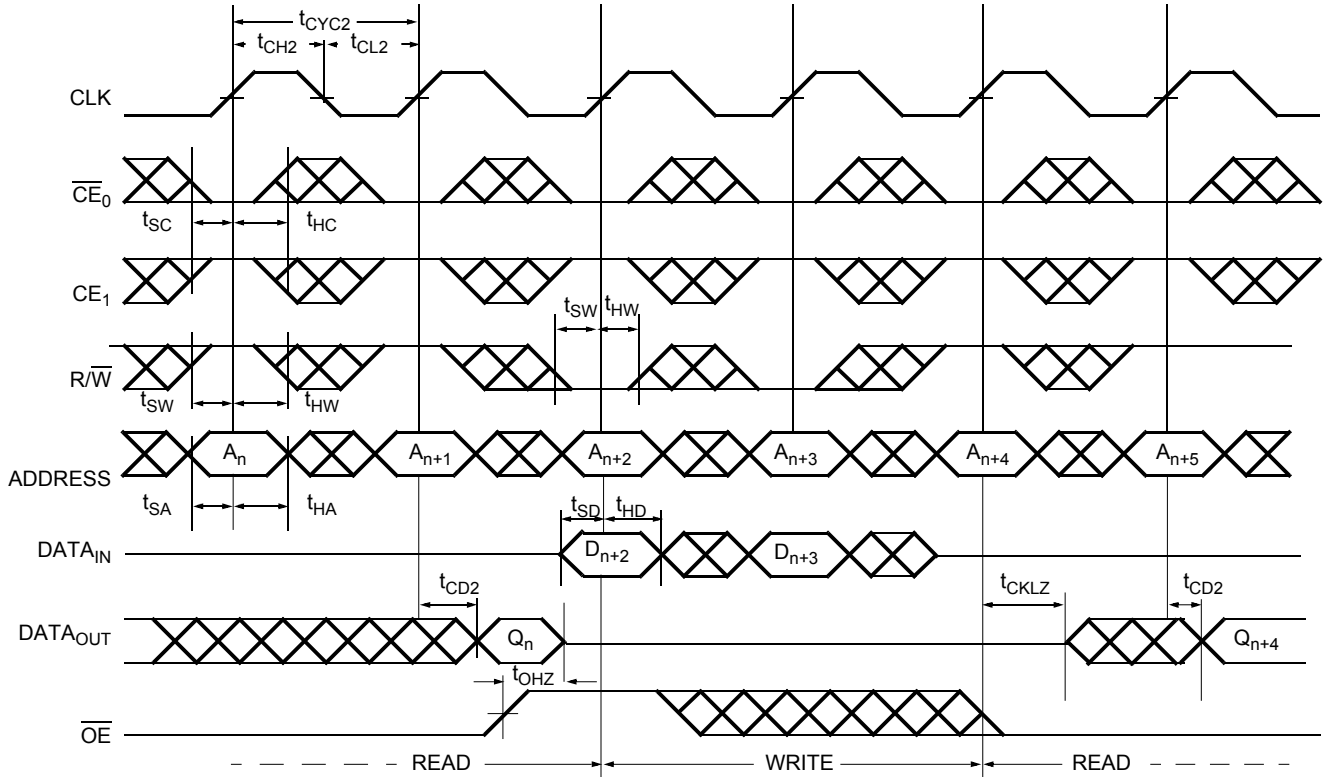 tCYC2
tCH2 tCL2
CLK
CE0
tSC tHC
CE1
tSW tHW
R/W
tSW tHW
An An+1 An+2 An+3 An+4 An+5
ADDRESS
tSA tHA tSD tHD
DATAIN Dn+2 Dn+3
tCD2 tCKLZ tCD2
DATAOUT Qn Qn+4
tOHZ
OE
READ WRITE READ